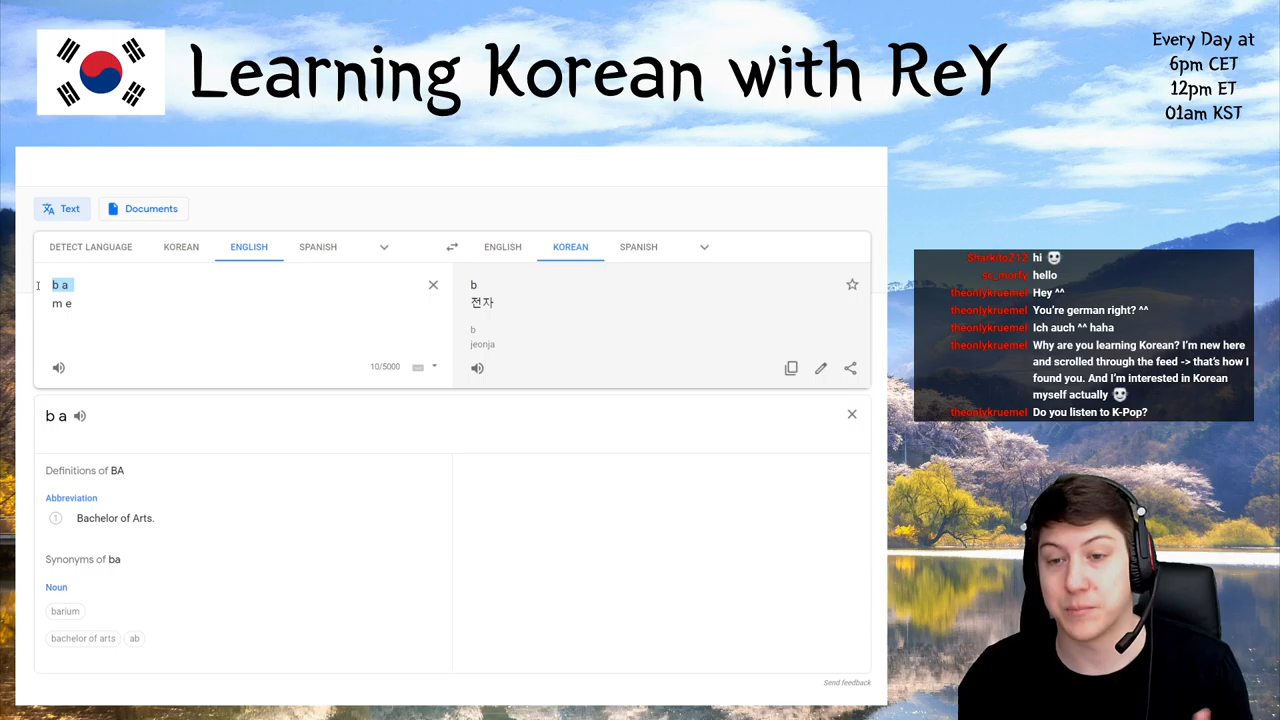 Learning Korean with ReY
Every Day at
6pm CET
12pm ET
01am KST
Text
Documents
DETECT LANGUAGE KOREAN ENGLISH SPANISH
ENGLISH KOREAN SPANISH
b a
m e
10/5000
b
전자
b
jeonja
b a
Definitions of BA
Abbreviation
1 Bachelor of Arts.
Synonyms of ba
Noun
barium
bachelor of arts ab
Send feedback
SharkitoZ12 hi
sc_morfy hello
theonlykruemel Hey ^^
theonlykruemel You're german right? ^^
theonlykruemel Ich auch ^^ haha
theonlykruemel Why are you learning Korean? I'm new here
and scrolled through the feed -> that's how I
found you. And I'm interested in Korean
myself actually
theonlykruemel Do you listen to K-Pop?